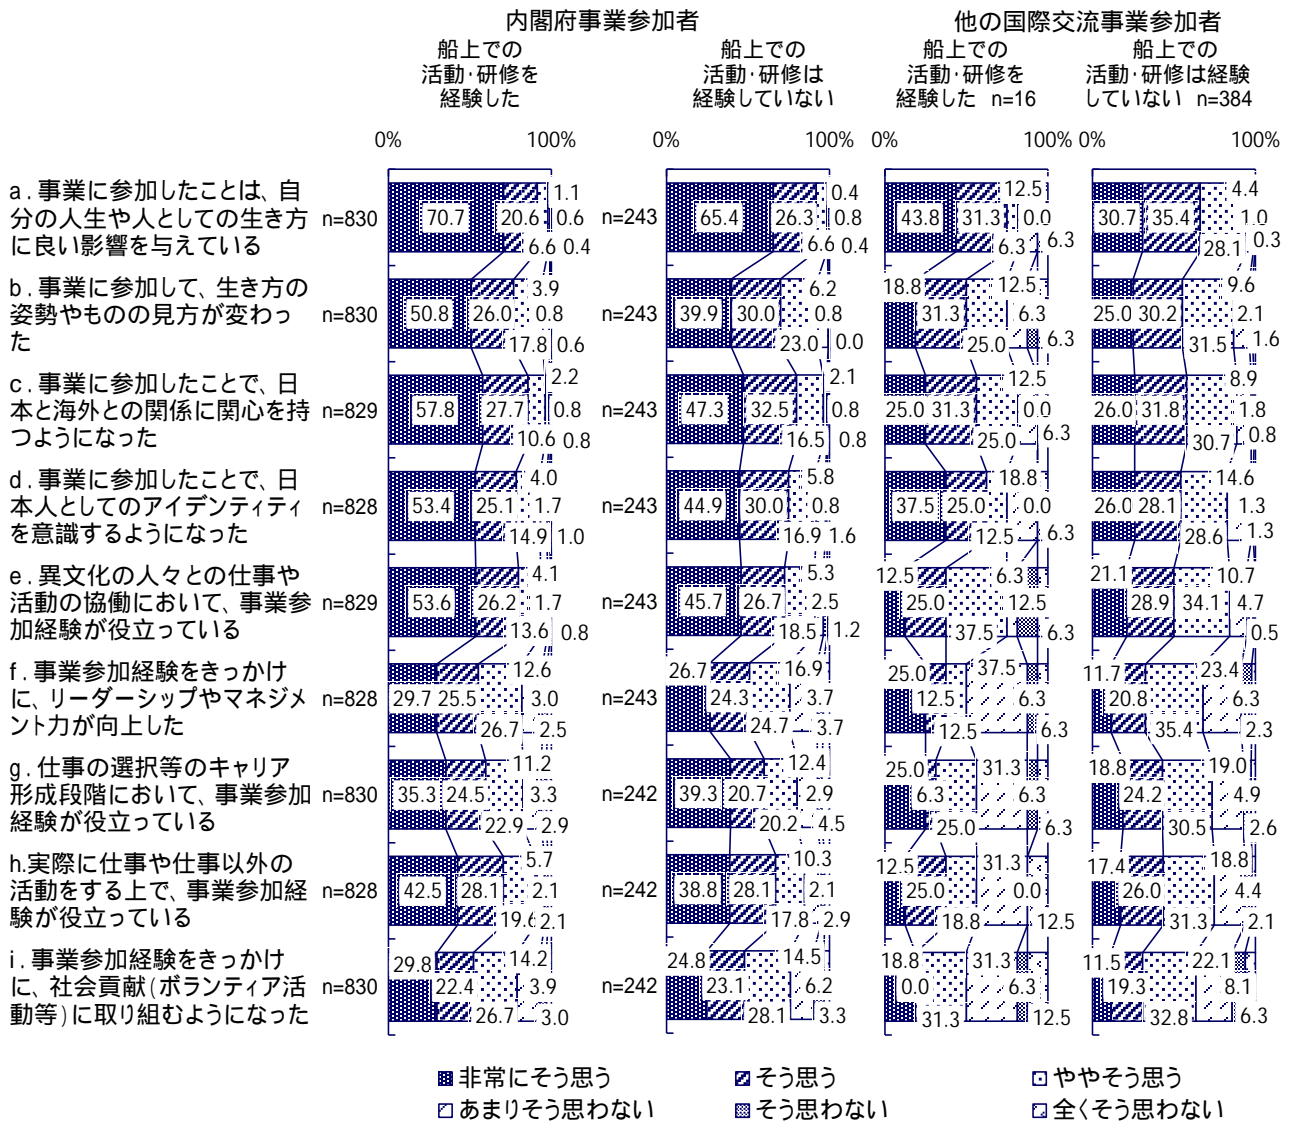 内閣府事業参加者
他の国際交流事業参加者
船上での
活動･研修を
経験した
船上での
活動･研修は
経験していない
船上での
活動･研修を
経験した n=16
船上での
活動･研修は経験
していない n=384
0% 100% 0% 100% 0% 100% 0% 100%
a．事業に参加したことは、自
分の人生や人としての生き方
に良い影響を与えている
n=830
70.7 20.6 6.6 1.1 0.6 0.4
n=243
65.4 26.3 6.6 0.4 0.8 0.4
43.8 31.3 6.3 12.5 0.0 6.3
30.7 35.4 28.1 4.4 1.0 0.3
b．事業に参加して、生き方の
姿勢やものの見方が変わっ
た
n=830
50.8 26.0 17.8 3.9 0.8 0.6
n=243
39.9 30.0 23.0 6.2 0.8 0.0
18.8 31.3 25.0 12.5 6.3 6.3
25.0 30.2 31.5 9.6 2.1 1.6
c．事業に参加したことで、日
本と海外との関係に関心を持
つようになった
n=829
57.8 27.7 10.6 2.2 0.8 0.8
n=243
47.3 32.5 16.5 2.1 0.8 0.8
25.0 31.3 25.0 12.5 0.0 6.3
26.0 31.8 30.7 8.9 1.8 0.8
d．事業に参加したことで、日
本人としてのアイデンティティ
を意識するようになった
n=828
53.4 25.1 14.9 4.0 1.7 1.0
n=243
44.9 30.0 16.9 5.8 0.8 1.6
37.5 25.0 12.5 18.8 0.0 6.3
26.0 28.1 28.6 14.6 1.3 1.3
e．異文化の人々との仕事や
活動の協働において、事業参
加経験が役立っている
n=829
53.6 26.2 13.6 4.1 1.7 0.8
n=243
45.7 26.7 18.5 5.3 2.5 1.2
12.5 25.0 37.5 6.3 12.5 6.3
21.1 28.9 34.1 10.7 4.7 0.5
f．事業参加経験をきっかけ
に、リーダーシップやマネジメ
ント力が向上した
n=828
29.7 25.5 26.7 12.6 3.0 2.5
n=243
26.7 24.3 24.7 16.9 3.7 3.7
25.0 12.5 12.5 37.5 6.3 6.3
11.7 20.8 35.4 23.4 6.3 2.3
g．仕事の選択等のキャリア
形成段階において、事業参加
経験が役立っている
n=830
35.3 24.5 22.9 11.2 3.3 2.9
n=242
39.3 20.7 20.2 12.4 2.9 4.5
25.0 6.3 25.0 31.3 6.3 6.3
18.8 24.2 30.5 19.0 4.9 2.6
h.実際に仕事や仕事以外の
活動をする上で、事業参加経
験が役立っている
n=828
42.5 28.1 19.6 5.7 2.1 2.1
n=242
38.8 28.1 17.8 10.3 2.1 2.9
12.5 25.0 18.8 31.3 0.0 12.5
17.4 26.0 31.3 18.8 4.4 2.1
i．事業参加経験をきっかけ
に、社会貢献(ボランティア活
動等)に取り組むようになった
n=830
29.8 22.4 26.7 14.2 3.9 3.0
n=242
24.8 23.1 28.1 14.5 6.2 3.3
18.8 0.0 31.3 31.3 6.3 12.5
11.5 19.3 32.8 22.1 8.1 6.3
非常にそう思う そう思う ややそう思う
あまりそう思わない そう思わない 全くそう思わない